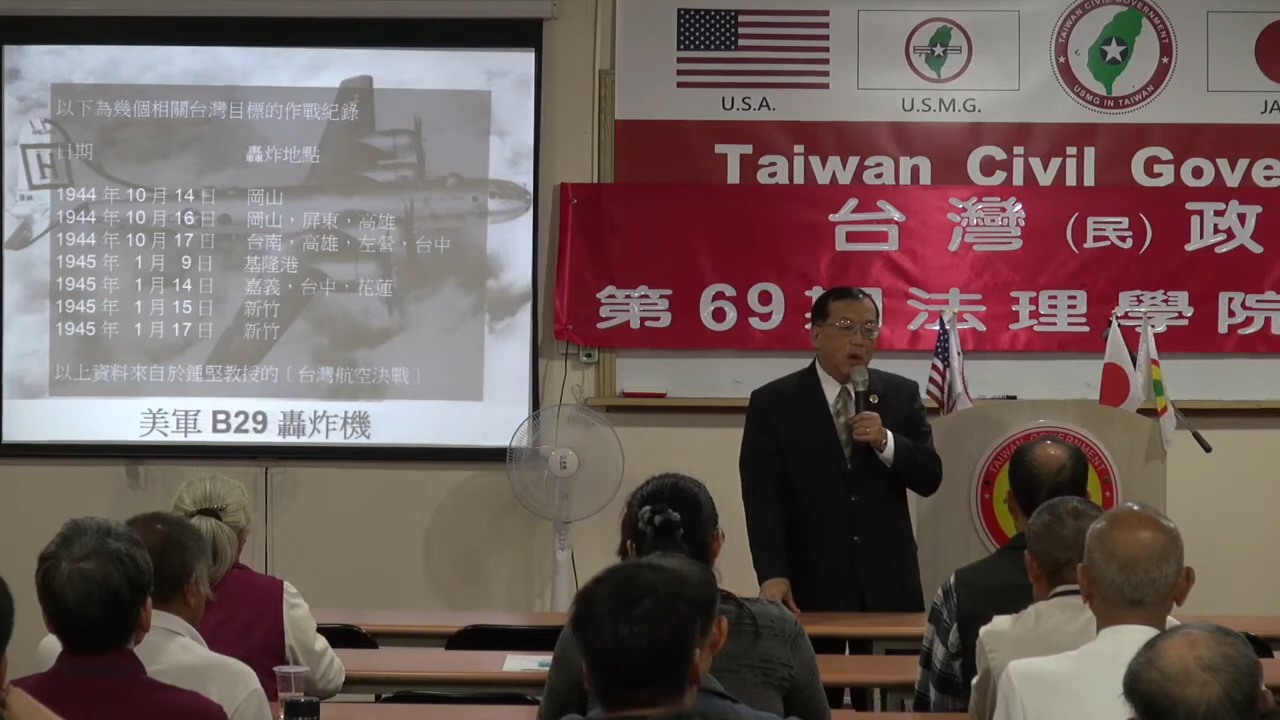 以下為幾個相關台灣目標的作戰紀錄
日期 轟炸地點
1944 年 10 月 14 日 岡山
1944 年 10 月 16 日 岡山，屏東，高雄
1944 年 10 月 17 日 台南，高雄，左營，台中
1945 年 1 月 9 日 基隆港
1945 年 1 月 14 日 嘉義，台中，花蓮
1945 年 1 月 15 日 新竹
1945 年 1 月 17 日 新竹
以上資料來自於鍾堅教授的〔台灣航空決戰〕
美軍 B29 轟炸機
H
U.S.A.
U.S.M.G.
TAIWAN CIVIL GOVERNMENT
USMG IN TAIWAN
JA
Taiwan Civil Gove
台灣（民）政
第 69 期法理學院
TAIWAN GOVERNMENT